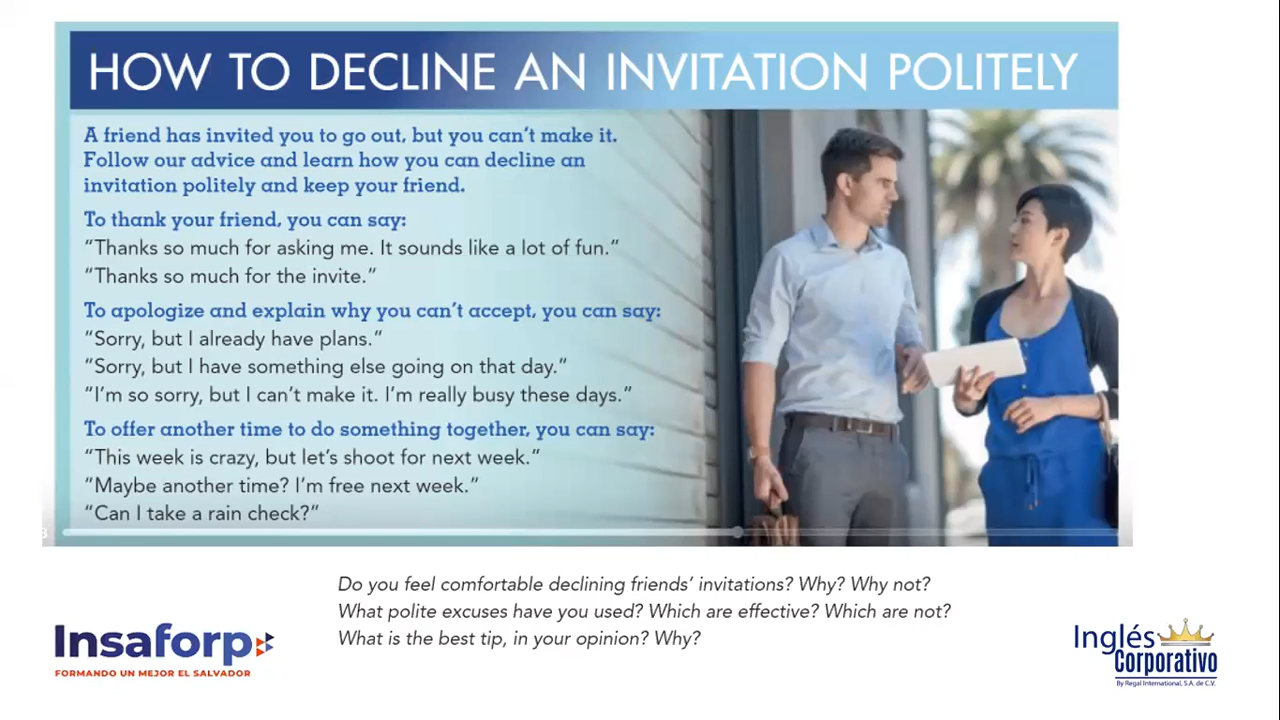 HOW TO DECLINE AN INVITATION POLITELY
A friend has invited you to go out, but you can't make it.
Follow our advice and learn how you can decline an
invitation politely and keep your friend.
To thank your friend, you can say:
“Thanks so much for asking me. It sounds like a lot of fun.”
“Thanks so much for the invite.”
To apologize and explain why you can't accept, you can say:
“Sorry, but I already have plans.”
“Sorry, but I have something else going on that day.”
“I'm so sorry, but I can't make it. I'm really busy these days.”
To offer another time to do something together, you can say:
“This week is crazy, but let's shoot for next week.”
“Maybe another time? I'm free next week.”
“Can I take a rain check?”
Do you feel comfortable declining friends' invitations? Why? Why not?
What polite excuses have you used? Which are effective? Which are not?
What is the best tip, in your opinion? Why?
Insaforp
FORMANDO UN MEJOR EL SALVADOR
Inglés
Corporativo
By Regal International, S.A. de C.V.